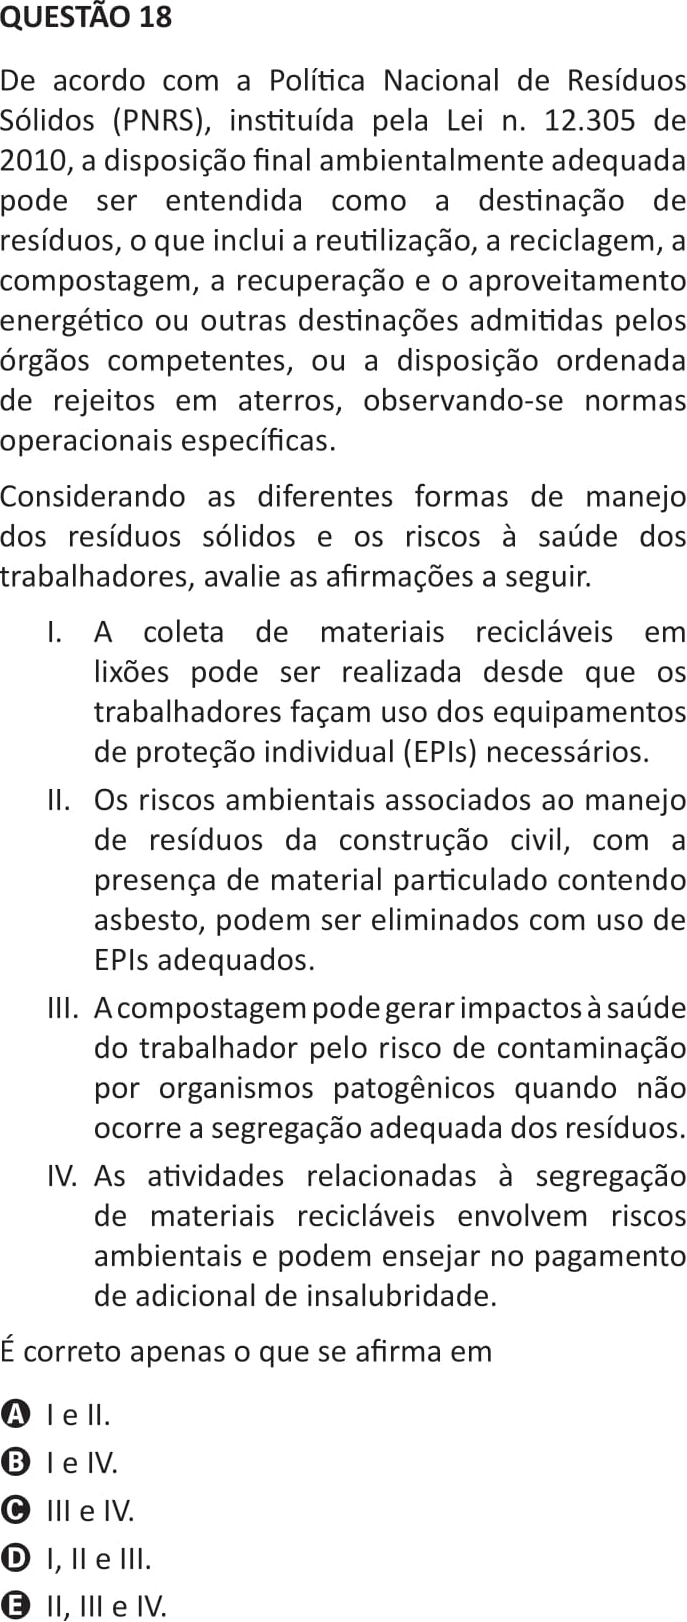 QUESTÃO 18
De acordo com a Política Nacional de Resíduos
Sólidos (PNRS), instituída pela Lei n. 12.305 de
2010, a disposição final ambientalmente adequada
pode ser entendida como a destinação de
resíduos, o que inclui a reutilização, a reciclagem, a
compostagem, a recuperação e o aproveitamento
energético ou outras destinações admitidas pelos
órgãos competentes, ou a disposição ordenada
de rejeitos em aterros, observando-se normas
operacionais específicas.
Considerando as diferentes formas de manejo
dos resíduos sólidos e os riscos à saúde dos
trabalhadores, avalie as afirmações a seguir.
I. A coleta de materiais recicláveis em
lixões pode ser realizada desde que os
trabalhadores façam uso dos equipamentos
de proteção individual (EPIs) necessários.
II. Os riscos ambientais associados ao manejo
de resíduos da construção civil, com a
presença de material particulado contendo
asbesto, podem ser eliminados com uso de
EPIs adequados.
III. A compostagem pode gerar impactos à saúde
do trabalhador pelo risco de contaminação
por organismos patogênicos quando não
ocorre a segregação adequada dos resíduos.
IV. As atividades relacionadas à segregação
de materiais recicláveis envolvem riscos
ambientais e podem ensejar no pagamento
de adicional de insalubridade.
É correto apenas o que se afirma em
A I e II.
B I e IV.
C III e IV.
D I, II e III.
E II, III e IV.